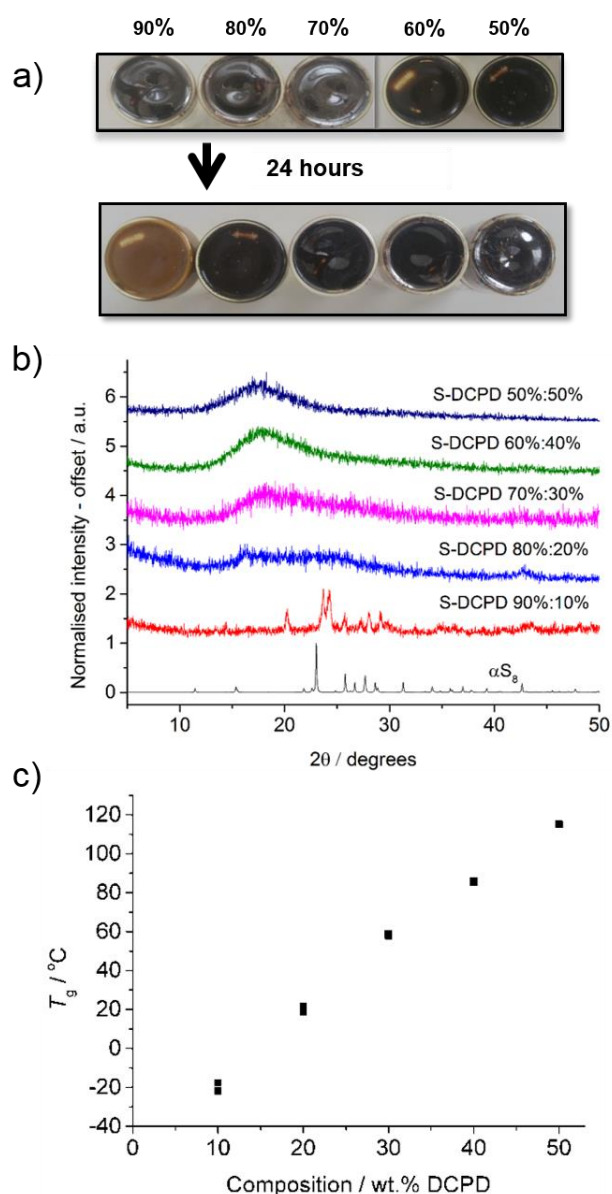 90% 80% 70% 60% 50%
a)
24 hours
b)
Normalised intensity - offset / a.u.
6
5
4
3
2
1
0
S-DCPD 50%:50%
S-DCPD 60%:40%
S-DCPD 70%:30%
S-DCPD 80%:20%
S-DCPD 90%:10%
αS8
10 20 30 40 50
2θ / degrees
c)
Tg / °C
120
100
80
60
40
20
0
-20
-40
0 10 20 30 40 50
Composition / wt.% DCPD